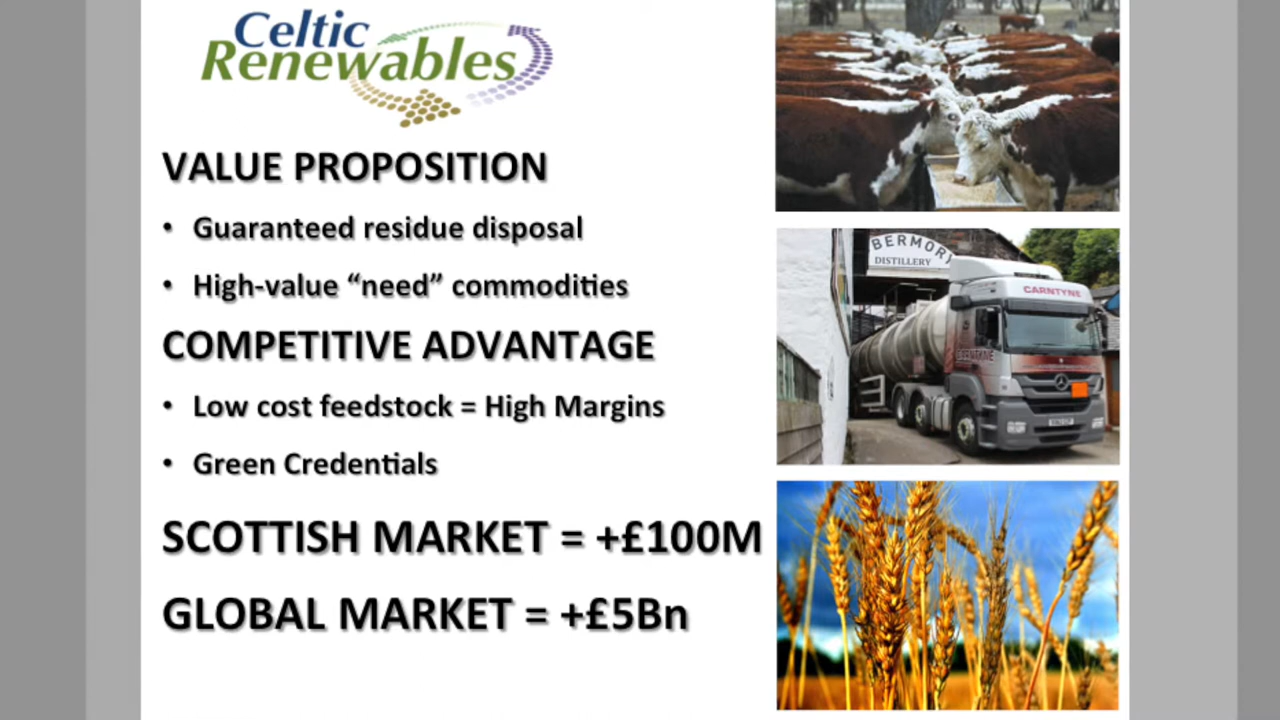 Celtic
Renewables
VALUE PROPOSITION
• Guaranteed residue disposal
• High-value “need” commodities
COMPETITIVE ADVANTAGE
• Low cost feedstock = High Margins
• Green Credentials
SCOTTISH MARKET = +£100M
GLOBAL MARKET = +£5Bn
BERMORY
DISTILLERY
CARNTYNE
CARNTYNE